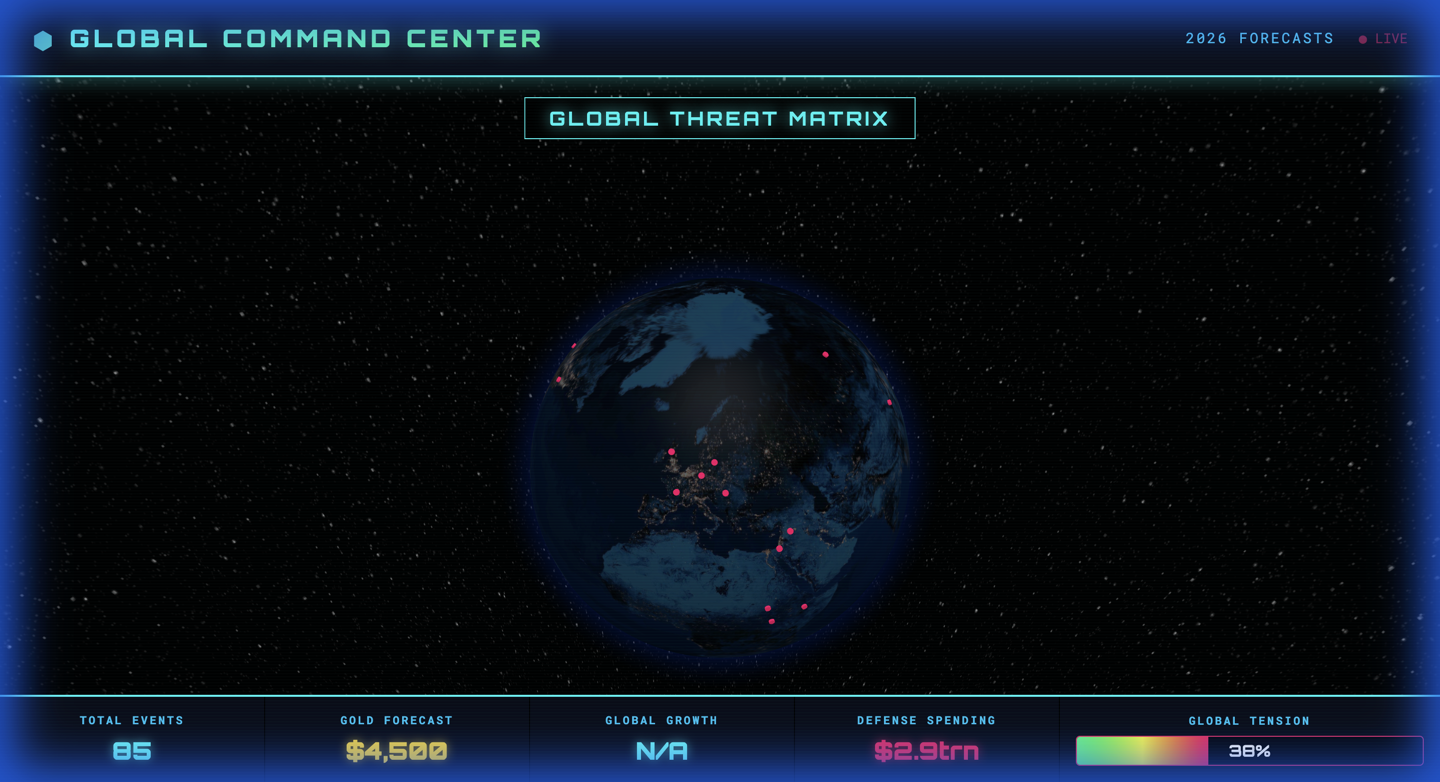 GLOBAL COMMAND CENTER
2026 FORECASTS
LIVE
GLOBAL THREAT MATRIX
TOTAL EVENTS
85
GOLD FORECAST
$4,500
GLOBAL GROWTH
N/A
DEFENSE SPENDING
$2.9trn
GLOBAL TENSION
38%